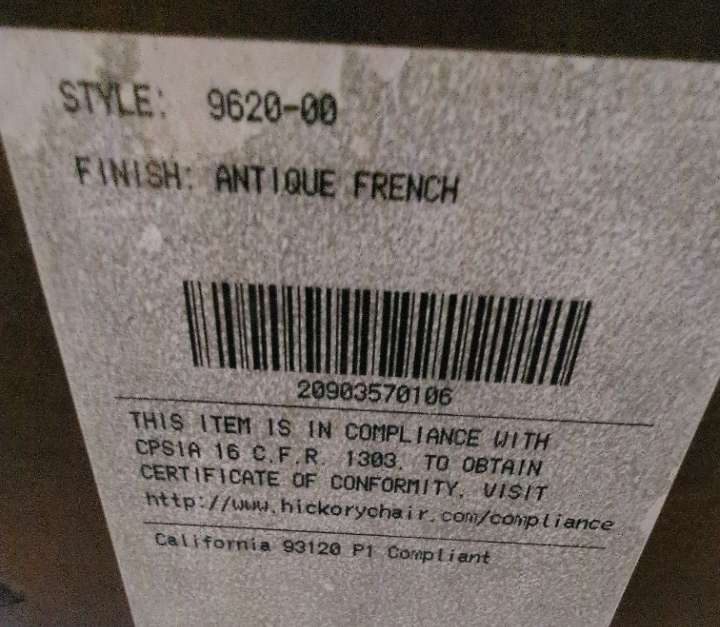 STYLE: 9620-00
FINISH: ANTIQUE FRENCH
20903570106
THIS ITEM IS IN COMPLIANCE WITH
CPSIA 16 C.F.R. 1303. TO OBTAIN
CERTIFICATE OF CONFORMITY, VISIT
http://www.hickorychair.com/compliance
California 93120 P1 Compliant